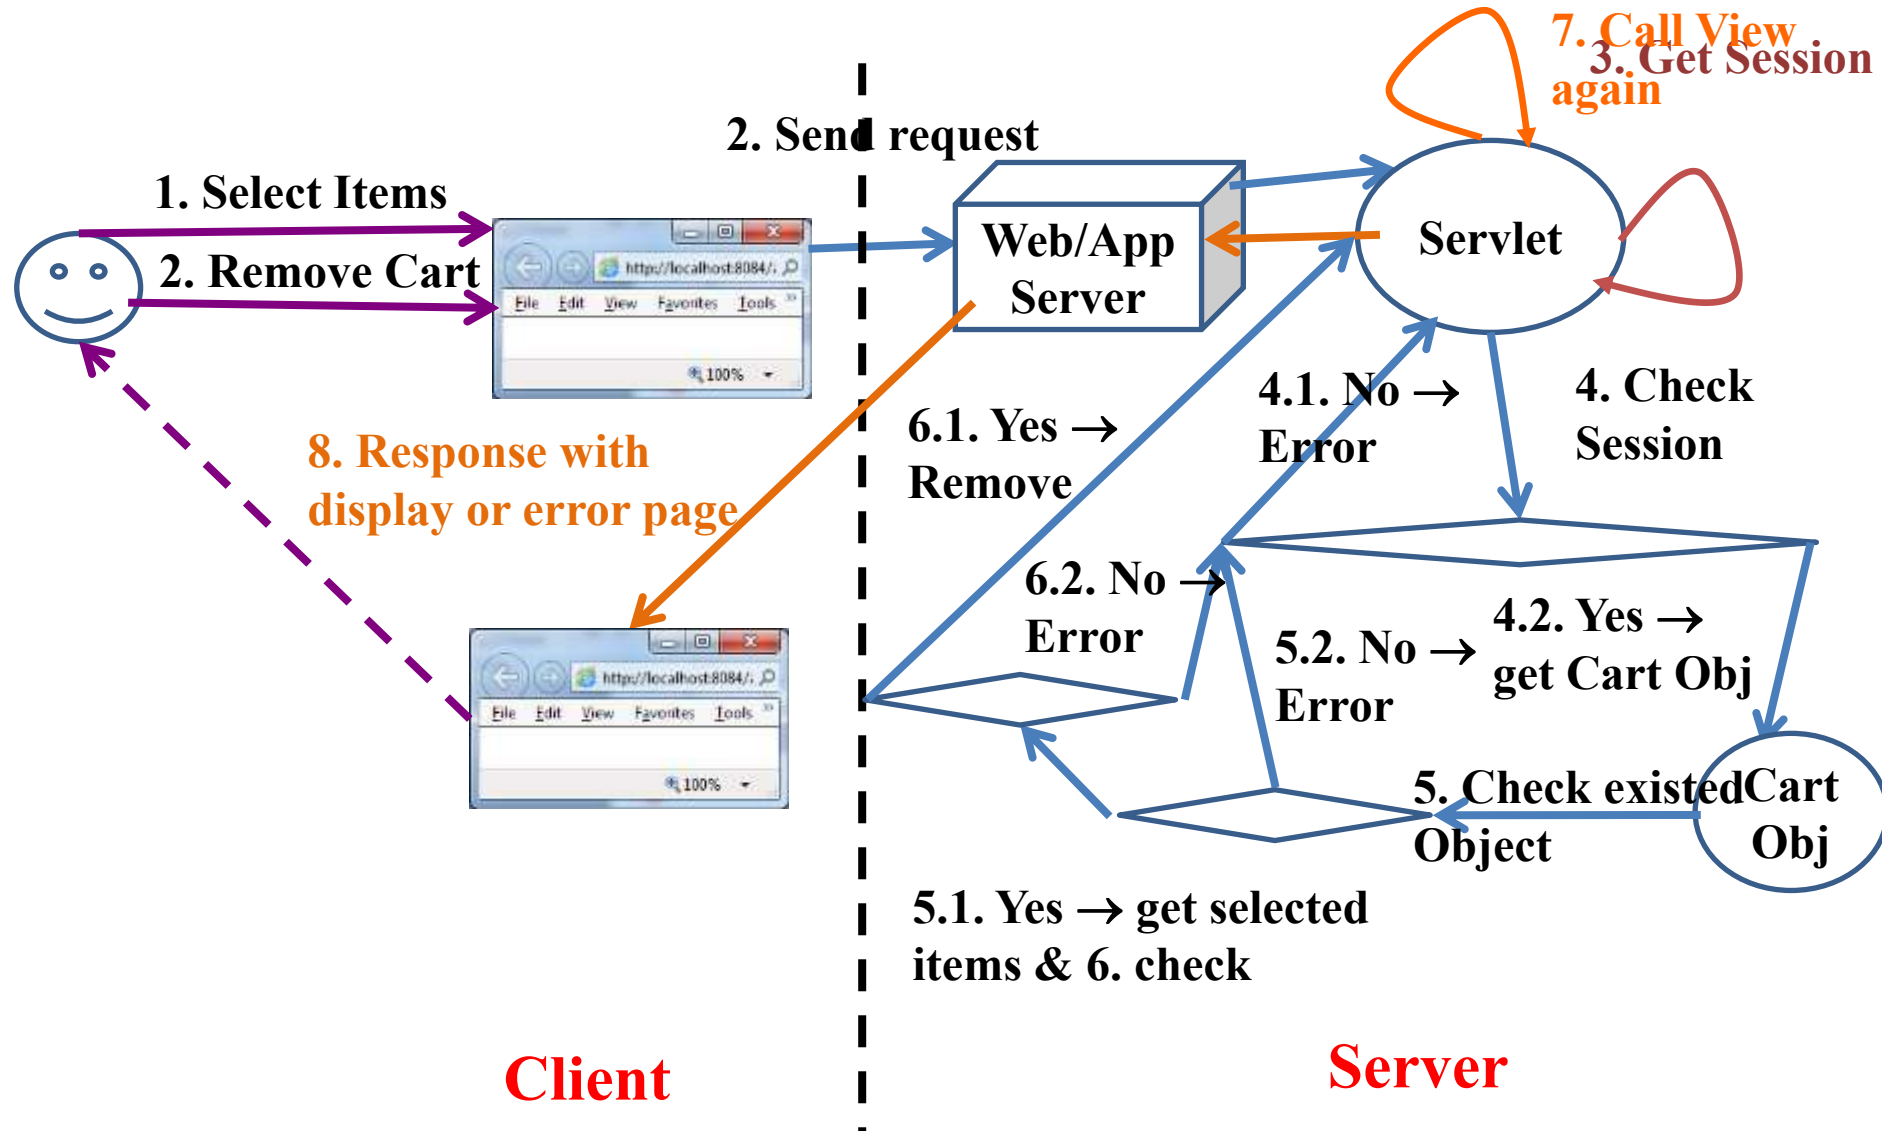 7. Call View
again
3. Get Session
2. Send request
1. Select Items
2. Remove Cart
http://localhost:8084/
File Edit View Favorites Tools »
100%
Web/App
Server
Servlet
6.1. Yes →
Remove
4.1. No →
Error
4. Check
Session
8. Response with
display or error page
6.2. No →
Error
5.2. No →
Error
4.2. Yes →
get Cart Obj
http://localhost:8084/
File Edit View Favorites Tools »
100%
5. Check existed
Object
Cart
Obj
5.1. Yes → get selected
items & 6. check
Client
Server